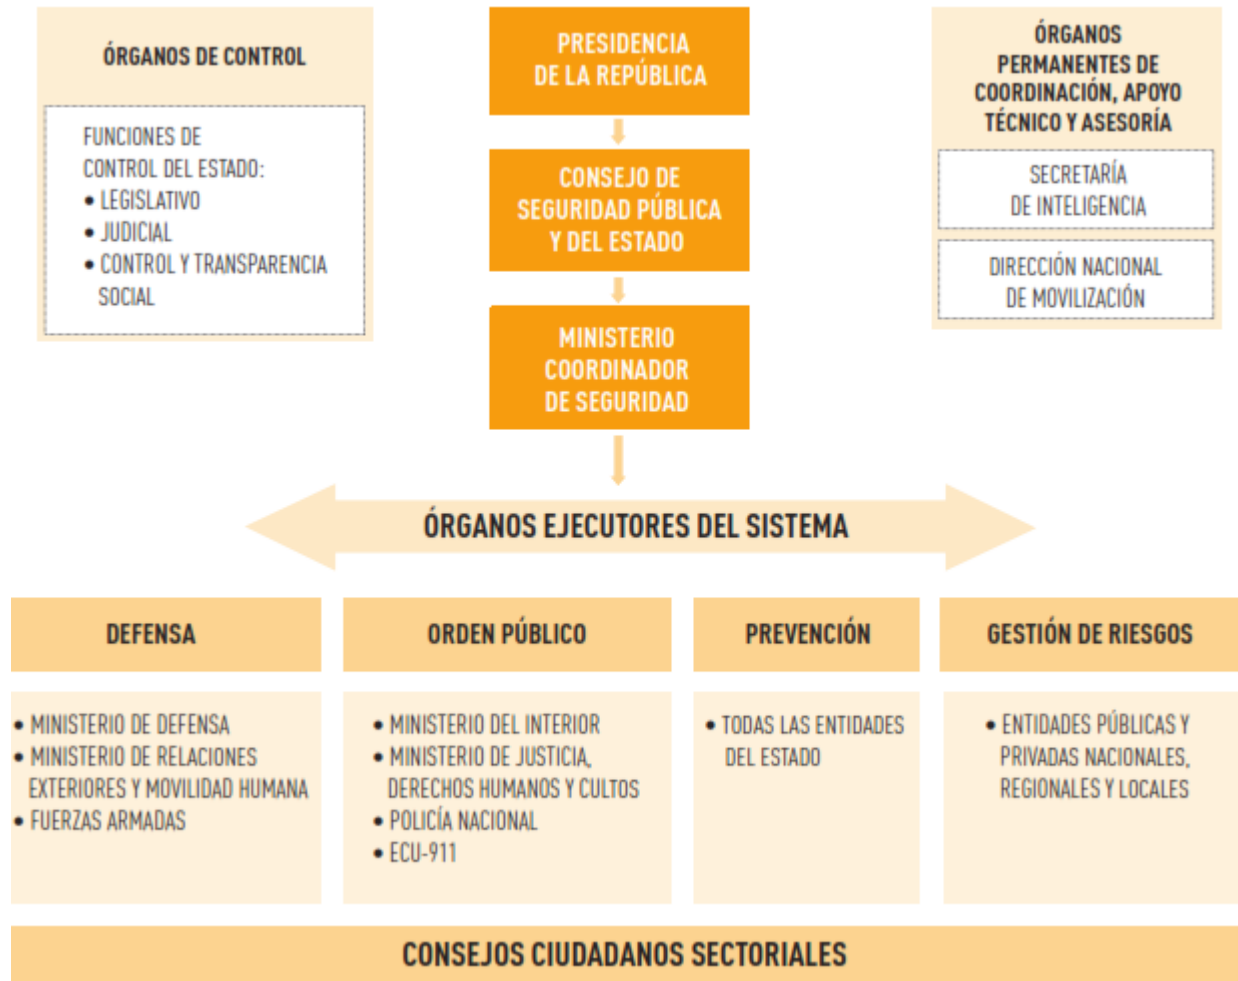 ÓRGANOS DE CONTROL
FUNCIONES DE
CONTROL DEL ESTADO:
• LEGISLATIVO
• JUDICIAL
• CONTROL Y TRANSPARENCIA
SOCIAL
PRESIDENCIA
DE LA REPÚBLICA
CONSEJO DE
SEGURIDAD PÚBLICA
Y DEL ESTADO
MINISTERIO
COORDINADOR
DE SEGURIDAD
ÓRGANOS
PERMANENTES DE
COORDINACIÓN, APOYO
TÉCNICO Y ASESORÍA
SECRETARÍA
DE INTELIGENCIA
DIRECCIÓN NACIONAL
DE MOVILIZACIÓN
ÓRGANOS EJECUTORES DEL SISTEMA
DEFENSA
• MINISTERIO DE DEFENSA
• MINISTERIO DE RELACIONES
EXTERIORES Y MOVILIDAD HUMANA
• FUERZAS ARMADAS
ORDEN PÚBLICO
• MINISTERIO DEL INTERIOR
• MINISTERIO DE JUSTICIA,
DERECHOS HUMANOS Y CULTOS
• POLICÍA NACIONAL
• ECU-911
PREVENCIÓN
• TODAS LAS ENTIDADES
DEL ESTADO
GESTIÓN DE RIESGOS
• ENTIDADES PÚBLICAS Y
PRIVADAS NACIONALES,
REGIONALES Y LOCALES
CONSEJOS CIUDADANOS SECTORIALES